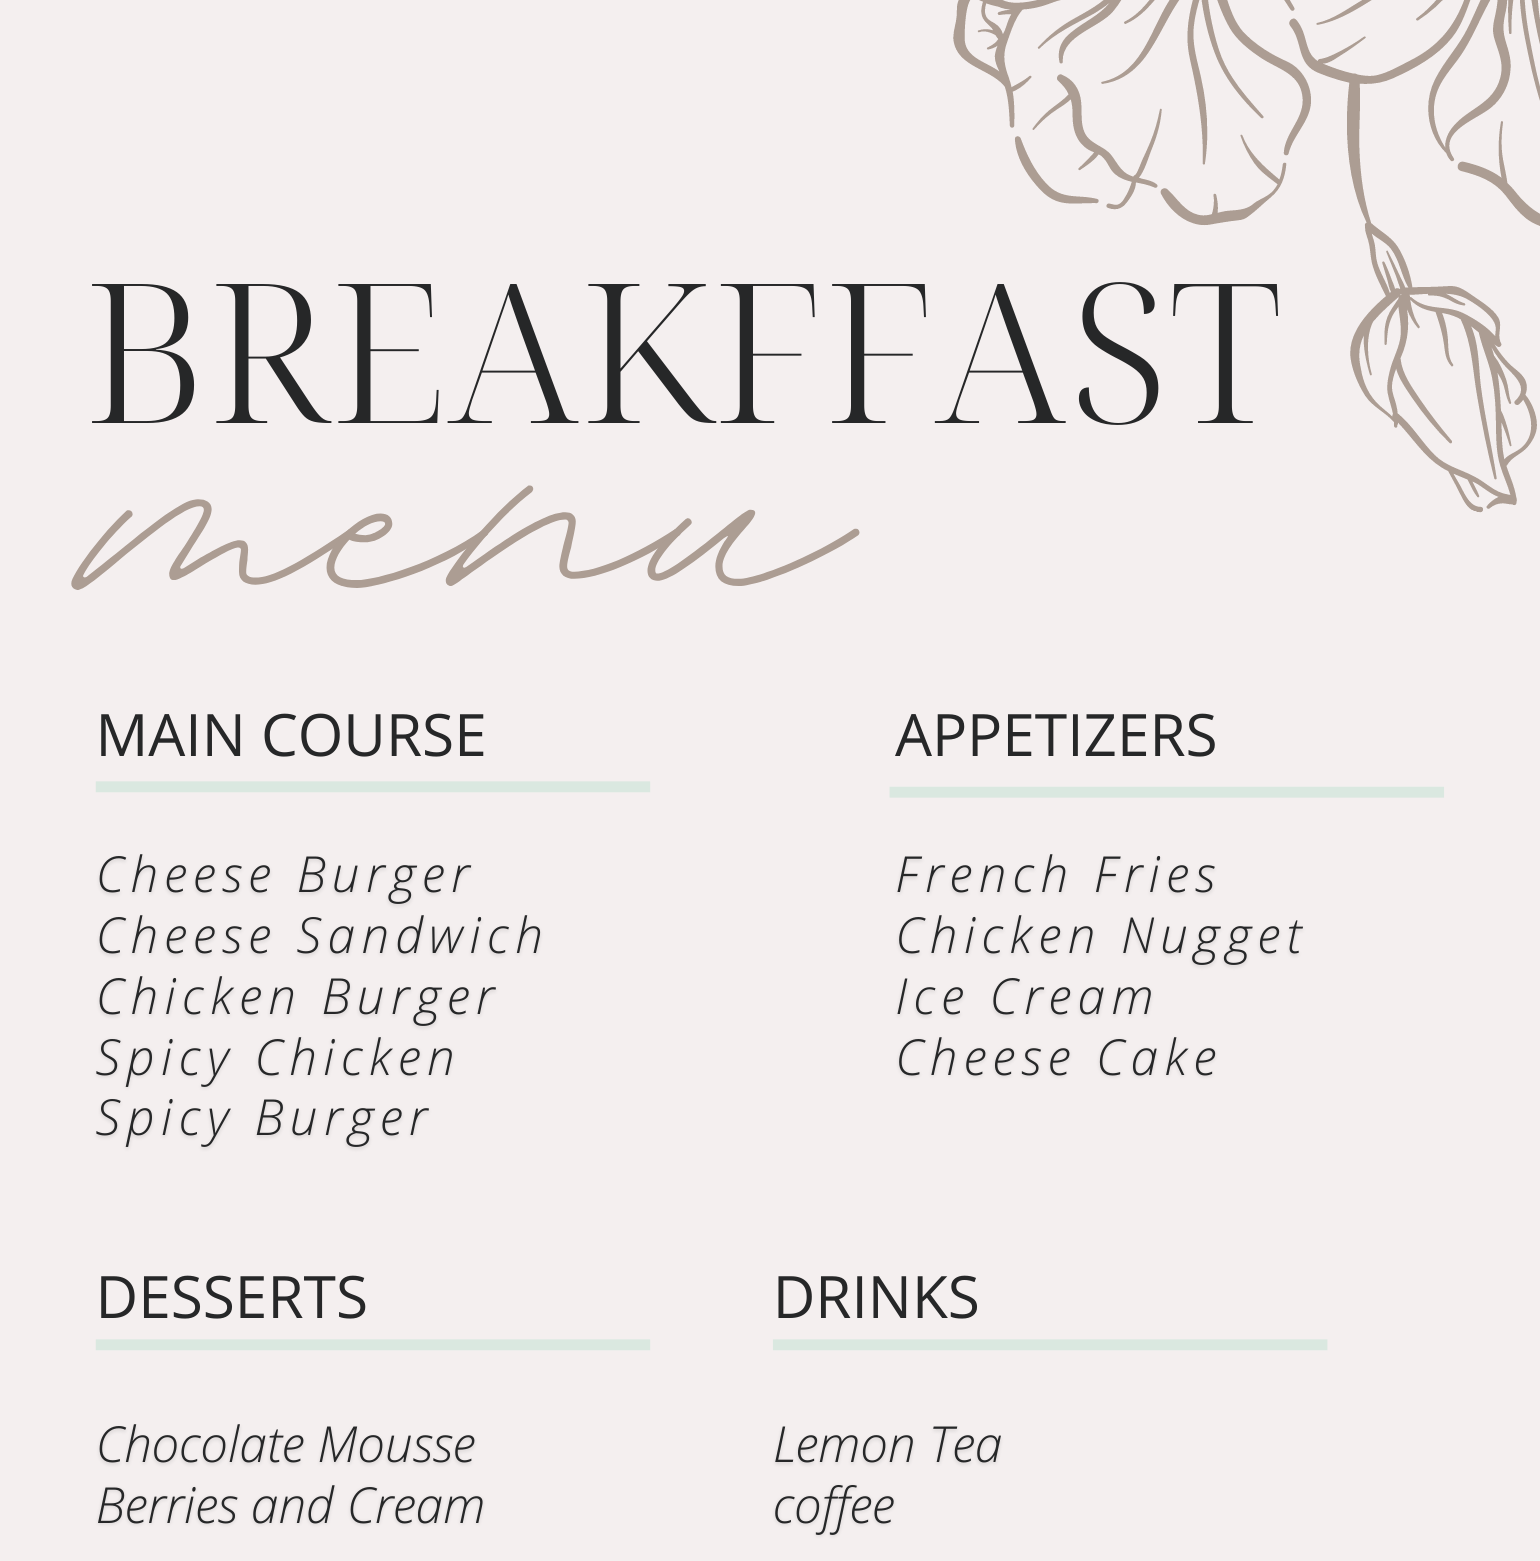 BREAKFFAST
menu
MAIN COURSE
Cheese Burger
Cheese Sandwich
Chicken Burger
Spicy Chicken
Spicy Burger
APPETIZERS
French Fries
Chicken Nugget
Ice Cream
Cheese Cake
DESSERTS
Chocolate Mousse
Berries and Cream
DRINKS
Lemon Tea
coffee